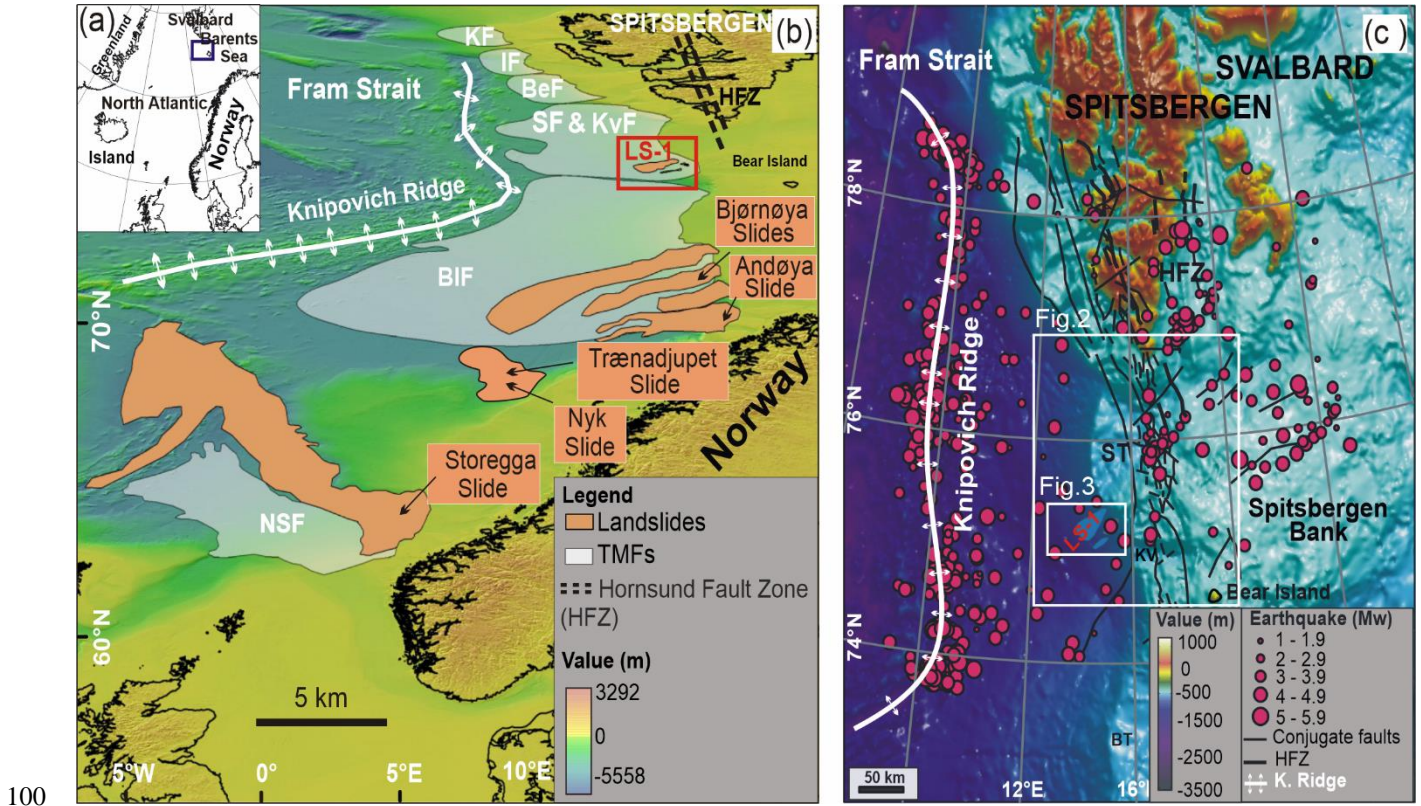 (a)
Svalbard
Greenland
Barents
Sea
North Atlantic
Island
Norway
(b)
SPITSBERGEN
KF
IF
BeF
HFZ
Fram Strait
SF & KvF
LS-1
Bear Island
Knipovich Ridge
Bjørnøya
Slides
BIF
Andøya
Slide
70°N
Trænadjupet
Slide
Nyk
Slide
Norway
Storegga
Slide
NSF
Legend
Landslides
TMFs
Hornsund Fault Zone
(HFZ)
Value (m)
3292
0
-5558
60°N
5 km
5°W
0°
5°E
10°E
(c)
Fram Strait
SVALBARD
SPITSBERGEN
78°N
HFZ
Fig.2
Knipovich Ridge
76°N
ST
Fig.3
LS-1
Spitsbergen
Bank
KV
Bear Island
74°N
BT
Value (m)
1000
0
-500
-1500
-2500
-3500
Earthquake (Mw)
1 - 1.9
2 - 2.9
3 - 3.9
4 - 4.9
5 - 5.9
Conjugate faults
HFZ
K. Ridge
50 km
12°E
16°
100